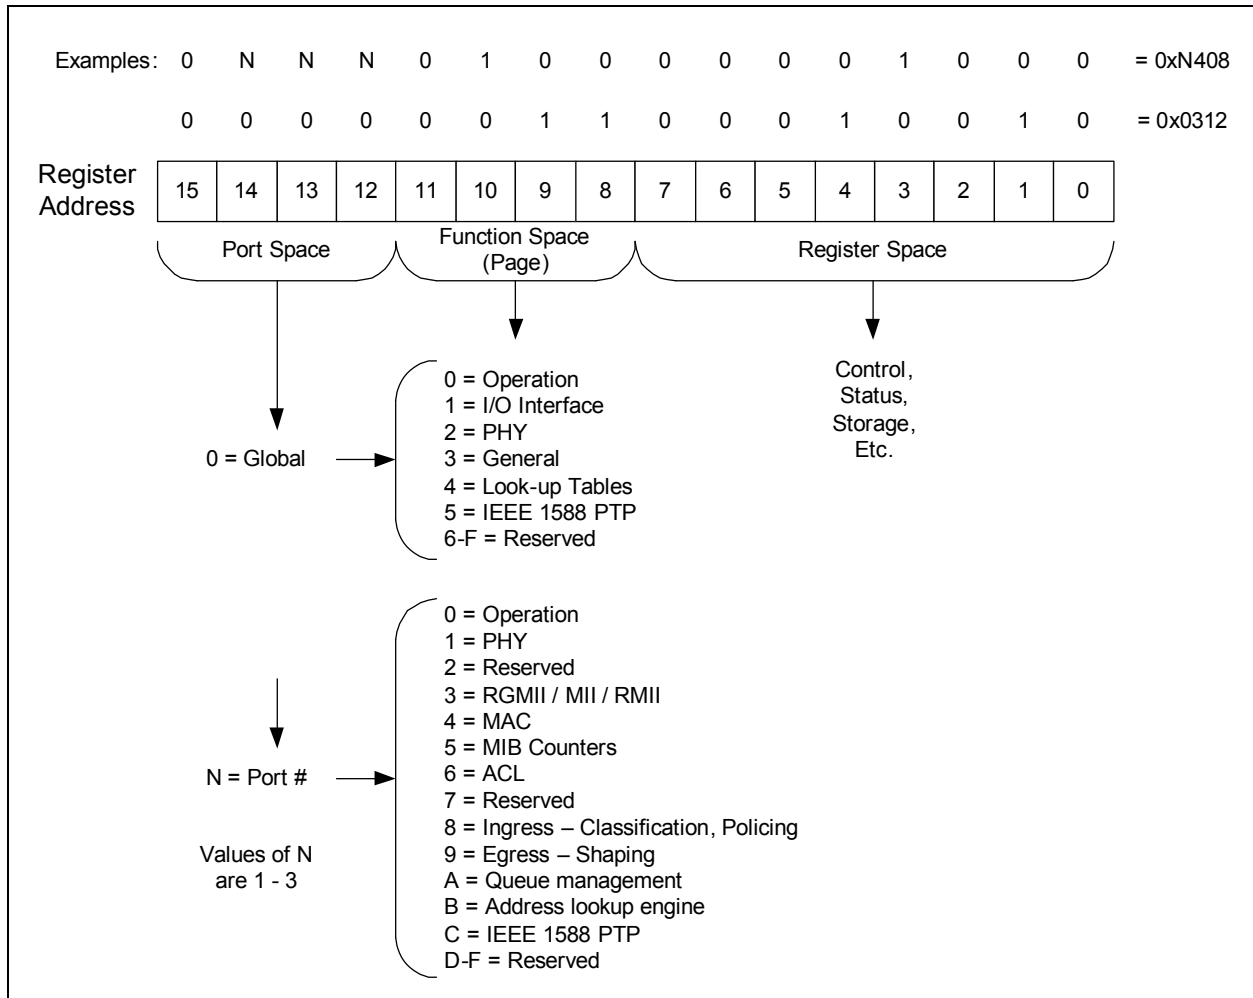 Examples: 0 N N N 0 1 0 0 0 0 0 0 1 0 0 0 = 0xN408
0 0 0 0 0 0 1 1 0 0 0 1 0 0 1 0 = 0x0312
Register
Address
15 14 13 12 11 10 9 8 7 6 5 4 3 2 1 0
Port Space
Function Space
(Page)
Register Space
0 = Global
0 = Operation
1 = I/O Interface
2 = PHY
3 = General
4 = Look-up Tables
5 = IEEE 1588 PTP
6-F = Reserved
Control,
Status,
Storage,
Etc.
N = Port #
Values of N
are 1 - 3
0 = Operation
1 = PHY
2 = Reserved
3 = RGMII / MII / RMII
4 = MAC
5 = MIB Counters
6 = ACL
7 = Reserved
8 = Ingress – Classification, Policing
9 = Egress – Shaping
A = Queue management
B = Address lookup engine
C = IEEE 1588 PTP
D-F = Reserved